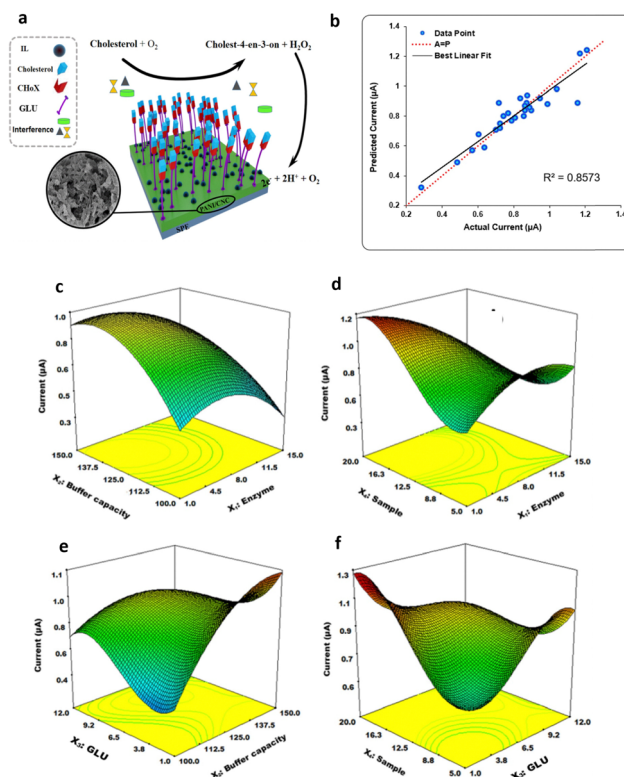 a
IL
Cholesterol
CHoX
GLU
Interference
Cholesterol + O₂
Cholest-4-en-3-on + H₂O₂
2e⁻ + 2H⁺ + O₂
PANI/CNC
SPE
b
Data Point
A=P
Best Linear Fit
Predicted Current (µA)
1.4
1.2
1.0
0.8
0.6
0.4
0.2
R² = 0.8573
0.2 0.4 0.6 0.8 1.0 1.2 1.4
Actual Current (µA)
c
Current (µA)
1.0
0.8
0.6
0.5
0.3
150.0
137.5
125.0
112.5
100.0
X₂: Buffer capacity
1.0
4.5
8.0
11.5
15.0
X₁: Enzyme
d
Current (µA)
1.2
0.9
0.7
0.5
0.3
20.0
16.3
12.5
8.8
5.0
X₄: Sample
1.0
4.5
8.0
11.5
15.0
X₁: Enzyme
e
Current (µA)
1.1
1.0
0.8
0.6
0.4
12.0
9.2
6.5
3.8
1.0
X₃: GLU
100.0
112.5
125.0
137.5
150.0
X₂: Buffer capacity
f
Current (µA)
1.3
1.1
0.9
0.7
0.6
20.0
16.3
12.5
8.8
5.0
X₄: Sample
1.0
3.8
6.5
9.2
12.0
X₃: GLU